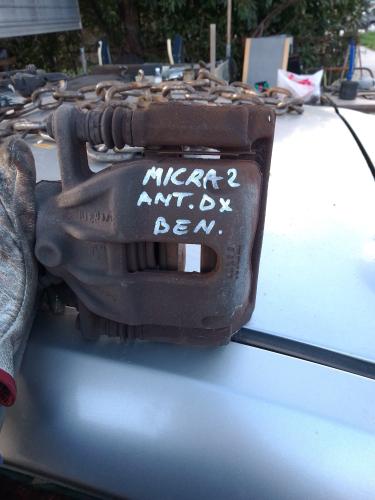 MICRA 2
ANT. DX
BEN.